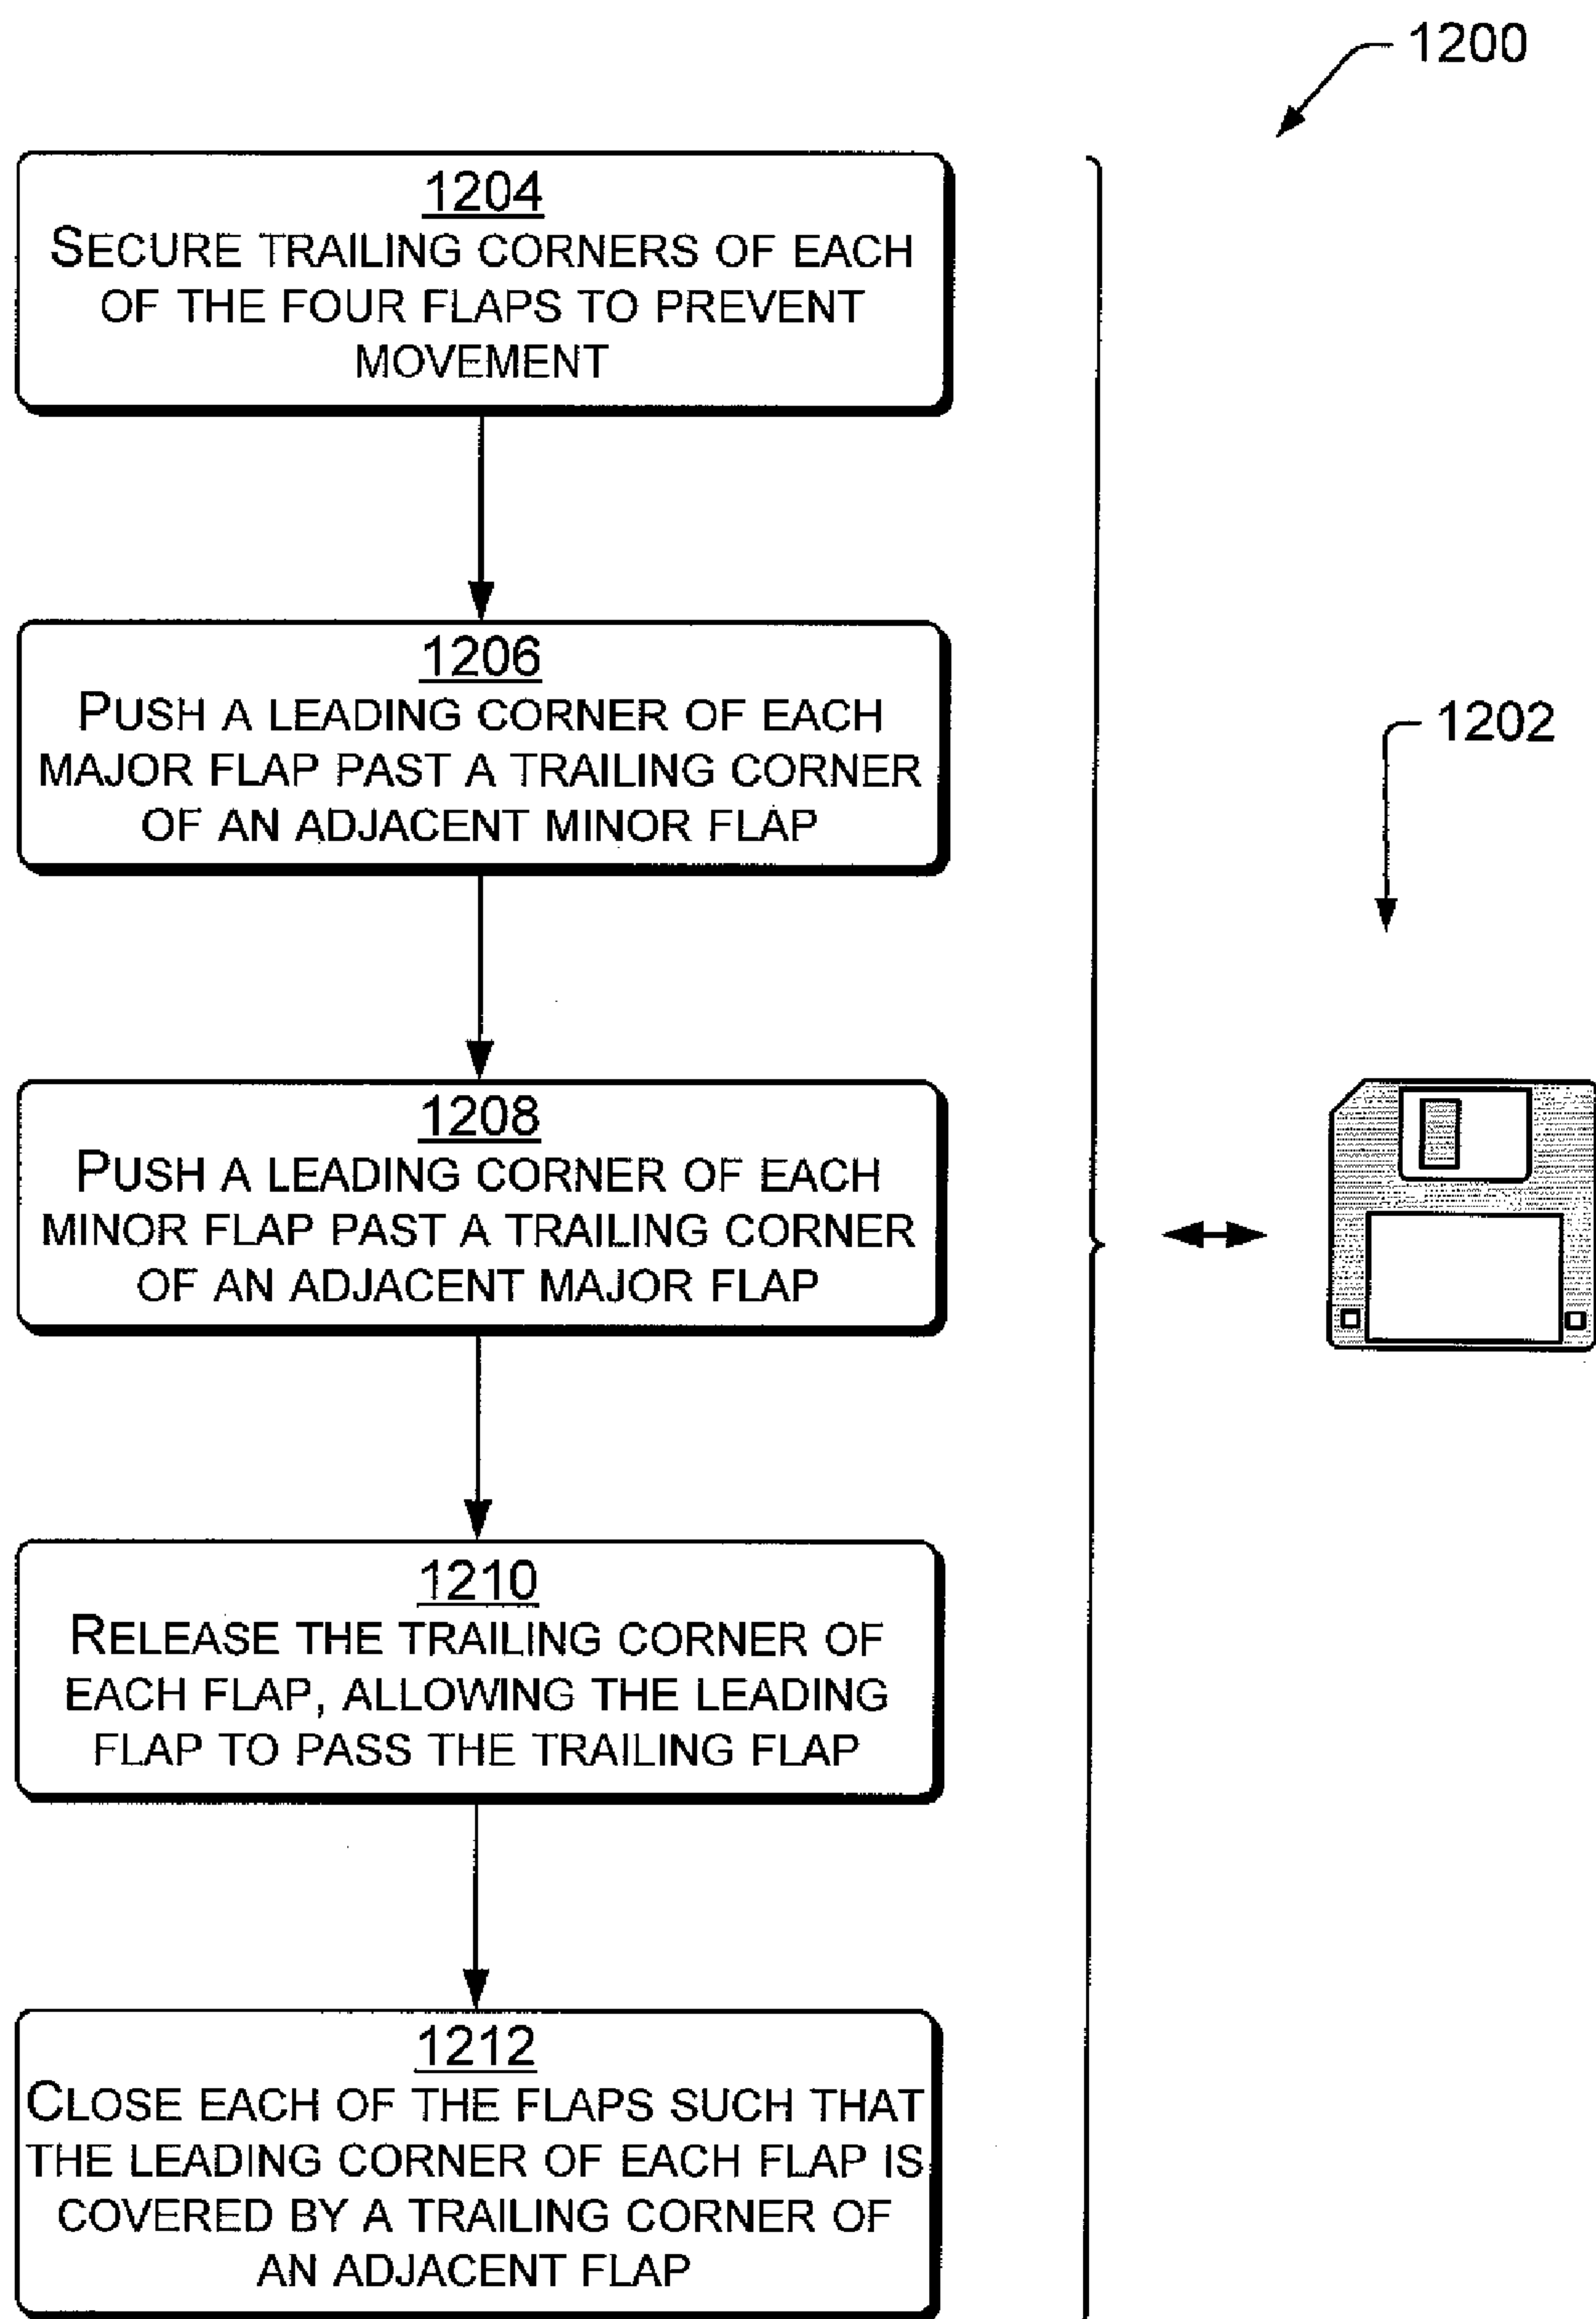 1200
1204
SECURE TRAILING CORNERS OF EACH
OF THE FOUR FLAPS TO PREVENT
MOVEMENT
1206
PUSH A LEADING CORNER OF EACH
MAJOR FLAP PAST A TRAILING CORNER
OF AN ADJACENT MINOR FLAP
1202
1208
PUSH A LEADING CORNER OF EACH
MINOR FLAP PAST A TRAILING CORNER
OF AN ADJACENT MAJOR FLAP
1210
RELEASE THE TRAILING CORNER OF
EACH FLAP, ALLOWING THE LEADING
FLAP TO PASS THE TRAILING FLAP
1212
CLOSE EACH OF THE FLAPS SUCH THAT
THE LEADING CORNER OF EACH FLAP IS
COVERED BY A TRAILING CORNER OF
AN ADJACENT FLAP